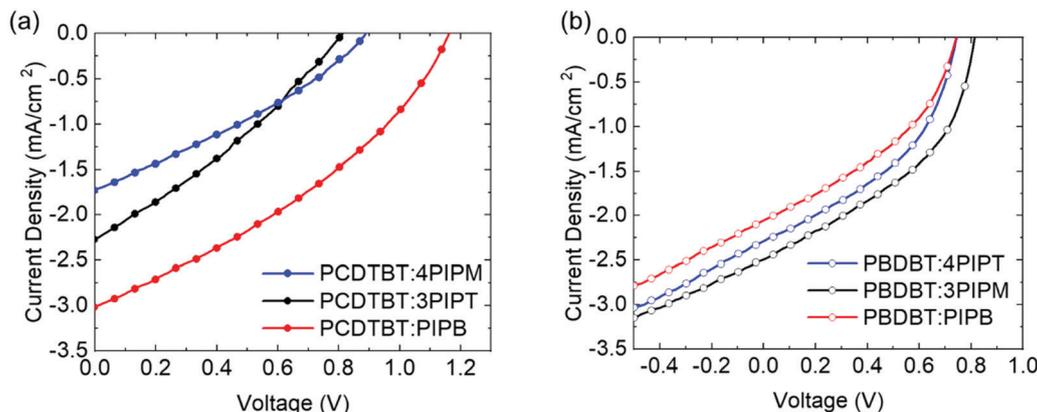 (a)
0.0
-0.5
-1.0
-1.5
-2.0
-2.5
-3.0
-3.5
Current Density (mA/cm 2)
PCDTBT:4PIPM
PCDTBT:3PIPT
PCDTBT:PIPB
0.0 0.2 0.4 0.6 0.8 1.0 1.2
Voltage (V)
(b)
0.0
-0.5
-1.0
-1.5
-2.0
-2.5
-3.0
-3.5
Current Density (mA/cm 2)
PBDBT:4PIPT
PBDBT:3PIPM
PBDBT:PIPB
-0.4 -0.2 0.0 0.2 0.4 0.6 0.8 1.0
Voltage (V)